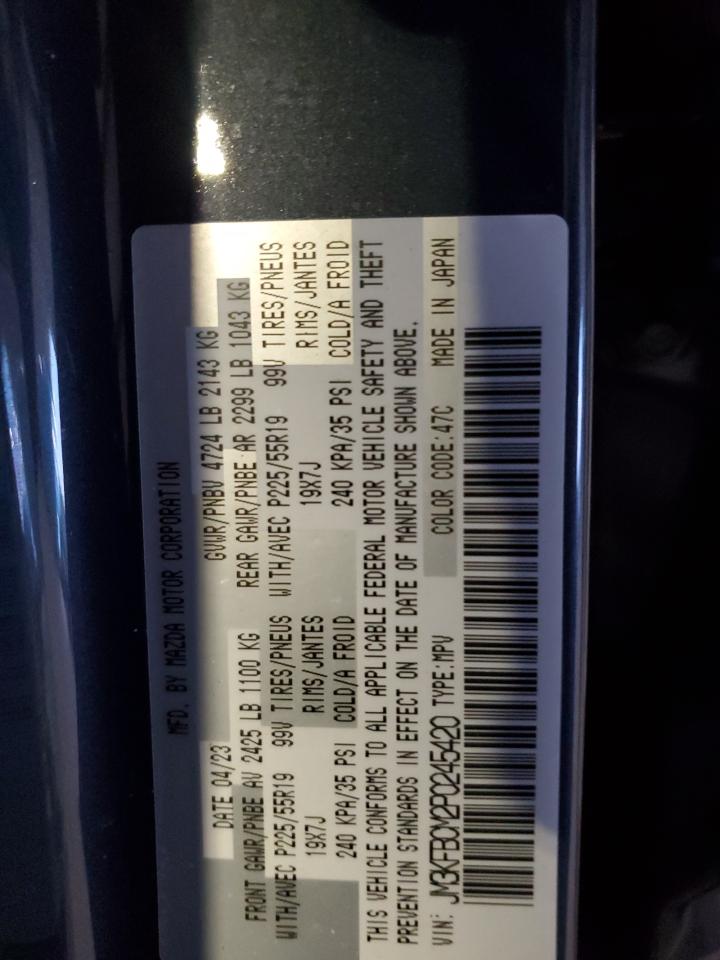 MFD. BY MAZDA MOTOR CORPORATION
DATE 04/23 GVWR/PNBV 4724 LB 2143 KG
FRONT GAWR/PNBE AV 2425 LB 1100 KG REAR GAWR/PNBE AR 2299 LB 1043 KG
WITH/AVEC P225/55R19 99V TIRES/PNEUS WITH/AVEC P225/55R19 99V TIRES/PNEUS
19X7J RIMS/JANTES 19X7J RIMS/JANTES
240 KPA/35 PSI COLD/A FROID 240 KPA/35 PSI COLD/A FROID
THIS VEHICLE CONFORMS TO ALL APPLICABLE FEDERAL MOTOR VEHICLE SAFETY AND THEFT
PREVENTION STANDARDS IN EFFECT ON THE DATE OF MANUFACTURE SHOWN ABOVE.
VIN: JM3KFBCM2P0245420 TYPE:MPV COLOR CODE:47C MADE IN JAPAN